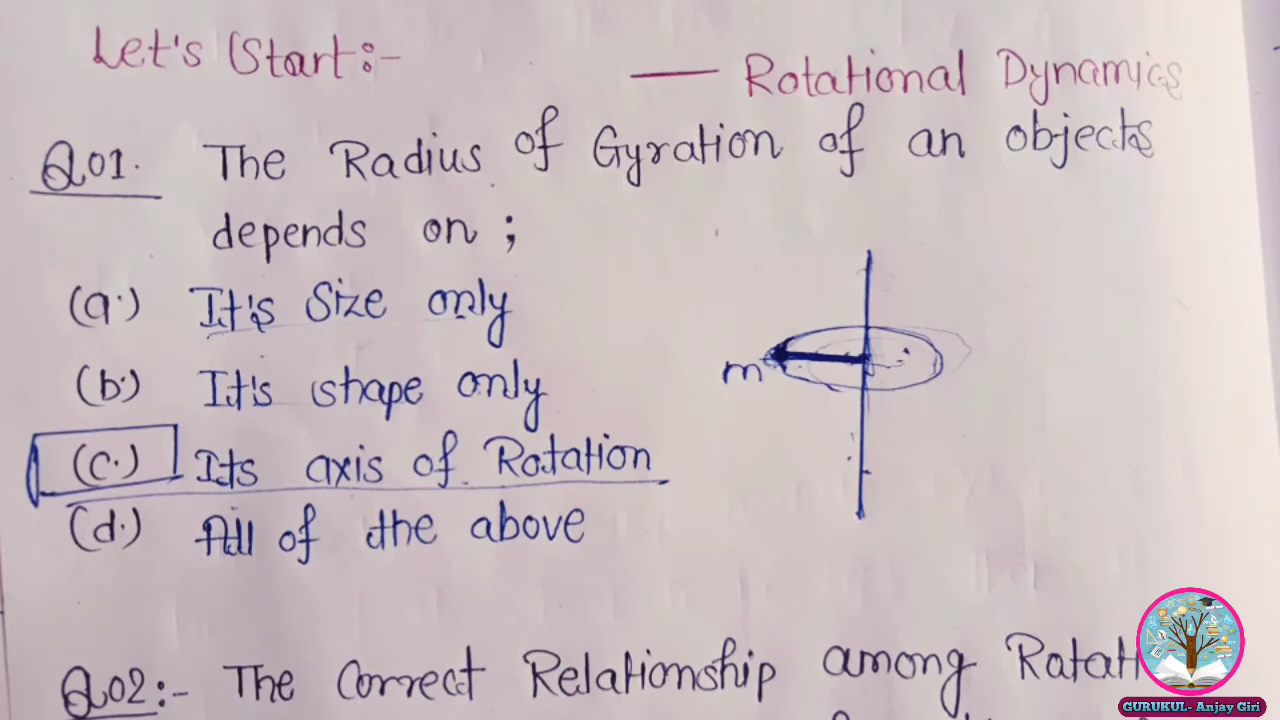 Let's Start:-
— Rotational Dynamics
Q01. The Radius of Gyration of an objects
depends on ;
(a.) It's Size only
(b.) It's shape only
(c.) Its axis of Rotation
(d.) All of the above
m
Q02:- The Correct Relationship among
GURUKUL- Anjay Giri